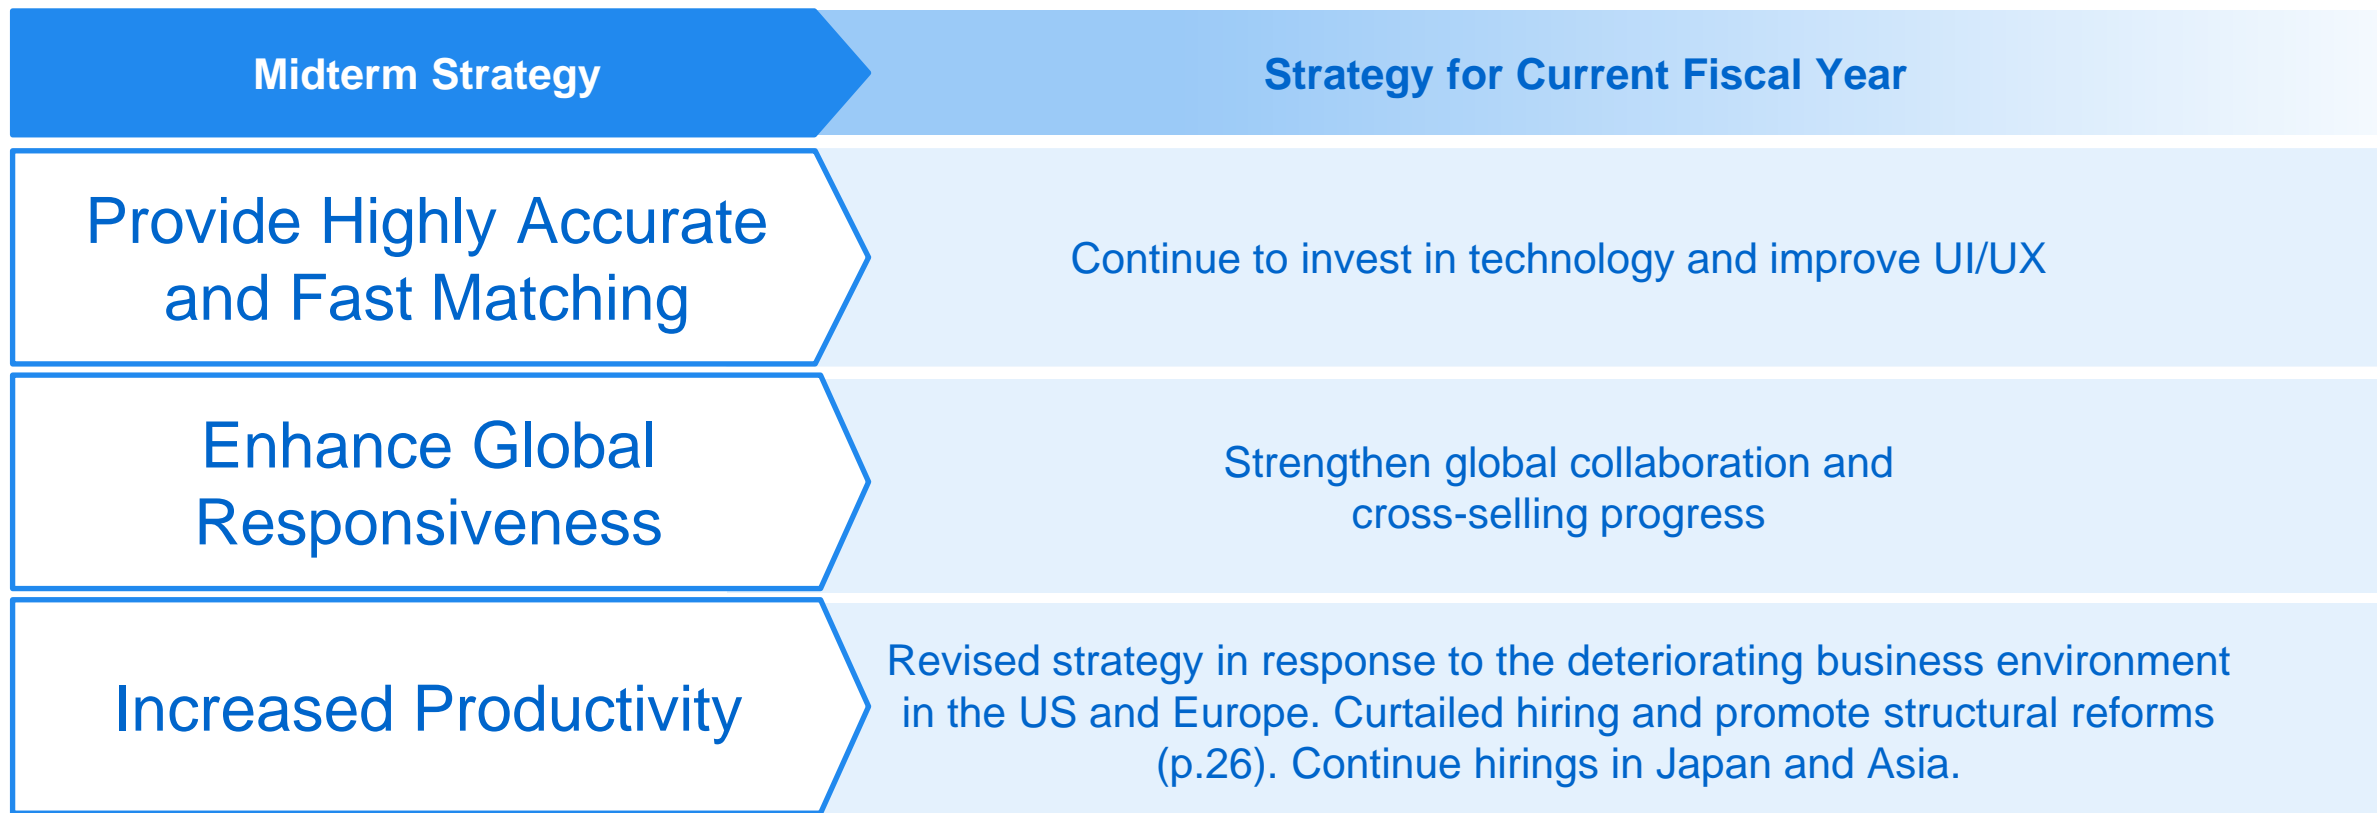 Midterm Strategy
Strategy for Current Fiscal Year
Provide Highly Accurate
and Fast Matching
Continue to invest in technology and improve UI/UX
Enhance Global
Responsiveness
Strengthen global collaboration and
cross-selling progress
Increased Productivity
Revised strategy in response to the deteriorating business environment
in the US and Europe. Curtailed hiring and promote structural reforms
(p.26). Continue hirings in Japan and Asia.